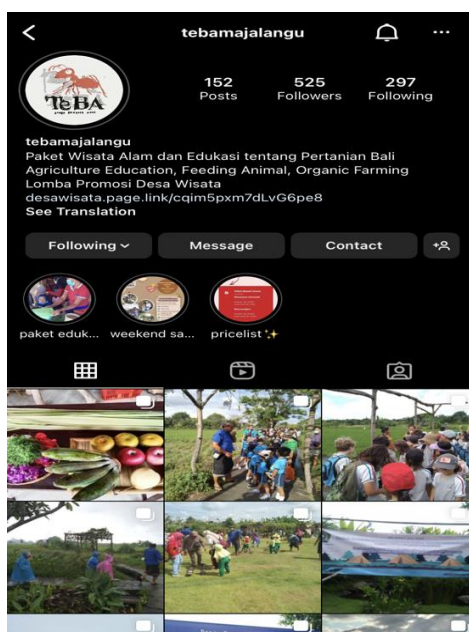 tebamajalangu
TeBA
152
525
297
Posts
Followers
Following
tebamajalangu
Paket Wisata Alam dan Edukasi tentang Pertanian Bali
Agriculture Education, Feeding Animal, Organic Farming
Lomba Promosi Desa Wisata
desawisata.page.link/cqim5pxm7dLvG6pe8
See Translation
Following
Message
Contact
paket eduk...
weekend sa...
pricelist✨